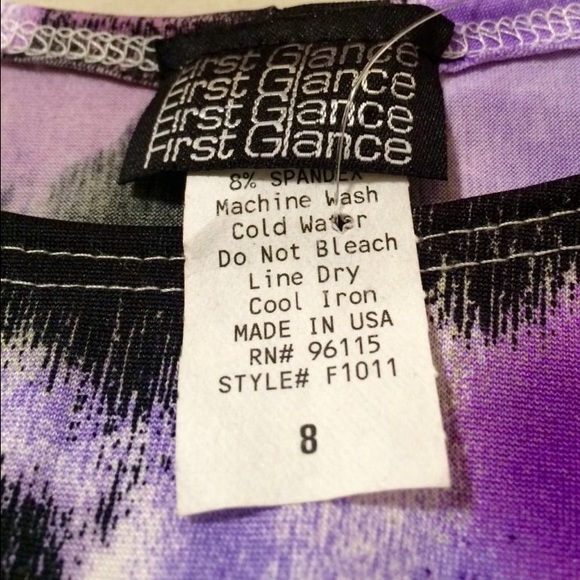 First Glance
First Glance
First Glance
First Glance
8% SPANDEX
Machine Wash
Cold Water
Do Not Bleach
Line Dry
Cool Iron
MADE IN USA
RN# 96115
STYLE# F1011
8